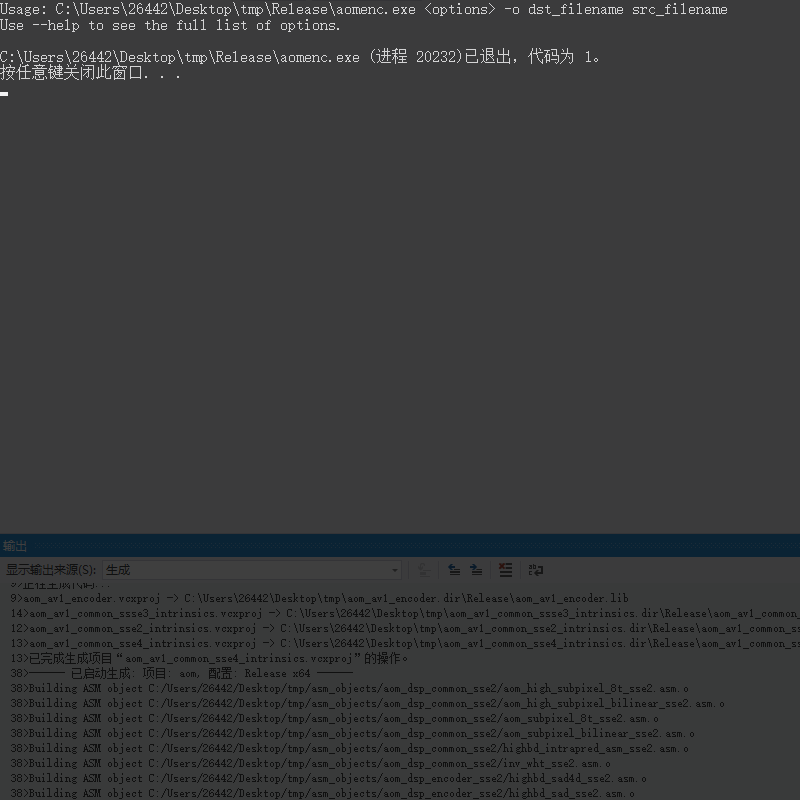 Usage: C:\Users\26442\Desktop\tmp\Release\aomenc.exe <options> -o dst_filename src_filename
Use --help to see the full list of options.
C:\Users\26442\Desktop\tmp\Release\aomenc.exe (进程 20232)已退出，代码为 1。
按任意键关闭此窗口. . .
输出
显示输出来源(S): 生成
9>正在生成代码...
9>aom_av1_encoder.vcxproj -> C:\Users\26442\Desktop\tmp\aom_av1_encoder.dir\Release\aom_av1_encoder.lib
14>aom_av1_common_ssse3_intrinsics.vcxproj -> C:\Users\26442\Desktop\tmp\aom_av1_common_ssse3_intrinsics.dir\Release\aom_av1_common_
12>aom_av1_common_sse2_intrinsics.vcxproj -> C:\Users\26442\Desktop\tmp\aom_av1_common_sse2_intrinsics.dir\Release\aom_av1_common_ss
13>aom_av1_common_sse4_intrinsics.vcxproj -> C:\Users\26442\Desktop\tmp\aom_av1_common_sse4_intrinsics.dir\Release\aom_av1_common_ss
13>已完成生成项目“aom_av1_common_sse4_intrinsics.vcxproj”的操作。
38>------ 已启动生成: 项目: aom, 配置: Release x64 ------
38>Building ASM object C:/Users/26442/Desktop/tmp/asm_objects/aom_dsp_common_sse2/aom_high_subpixel_8t_sse2.asm.o
38>Building ASM object C:/Users/26442/Desktop/tmp/asm_objects/aom_dsp_common_sse2/aom_high_subpixel_bilinear_sse2.asm.o
38>Building ASM object C:/Users/26442/Desktop/tmp/asm_objects/aom_dsp_common_sse2/aom_subpixel_8t_sse2.asm.o
38>Building ASM object C:/Users/26442/Desktop/tmp/asm_objects/aom_dsp_common_sse2/aom_subpixel_bilinear_sse2.asm.o
38>Building ASM object C:/Users/26442/Desktop/tmp/asm_objects/aom_dsp_common_sse2/highbd_intrapred_asm_sse2.asm.o
38>Building ASM object C:/Users/26442/Desktop/tmp/asm_objects/aom_dsp_common_sse2/inv_wht_sse2.asm.o
38>Building ASM object C:/Users/26442/Desktop/tmp/asm_objects/aom_dsp_encoder_sse2/highbd_sad4d_sse2.asm.o
38>Building ASM object C:/Users/26442/Desktop/tmp/asm_objects/aom_dsp_encoder_sse2/highbd_sad_sse2.asm.o